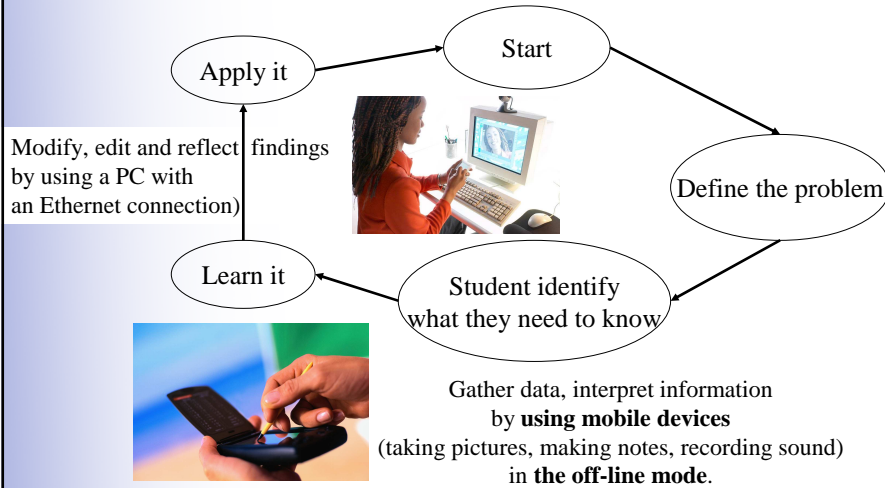 Start
Apply it
Modify, edit and reflect findings
by using a PC with
an Ethernet connection)
Define the problem
Learn it
Student identify
what they need to know
Gather data, interpret information
by using mobile devices
(taking pictures, making notes, recording sound)
in the off-line mode.